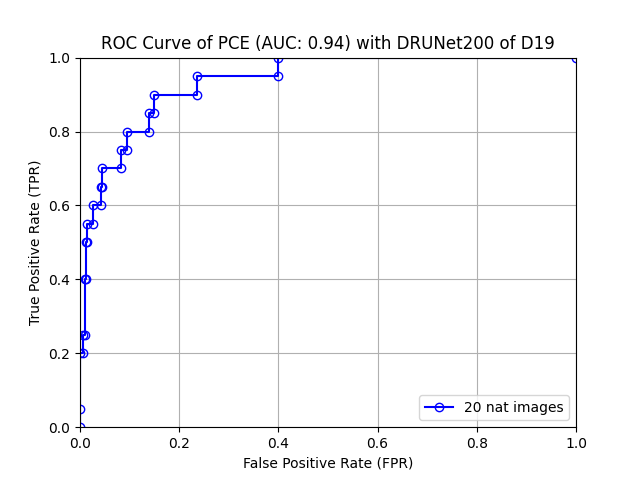 ROC Curve of PCE (AUC: 0.94) with DRUNet200 of D19
1.0
0.8
0.6
0.4
0.2
0.0
True Positive Rate (TPR)
20 nat images
0.0 0.2 0.4 0.6 0.8 1.0
False Positive Rate (FPR)